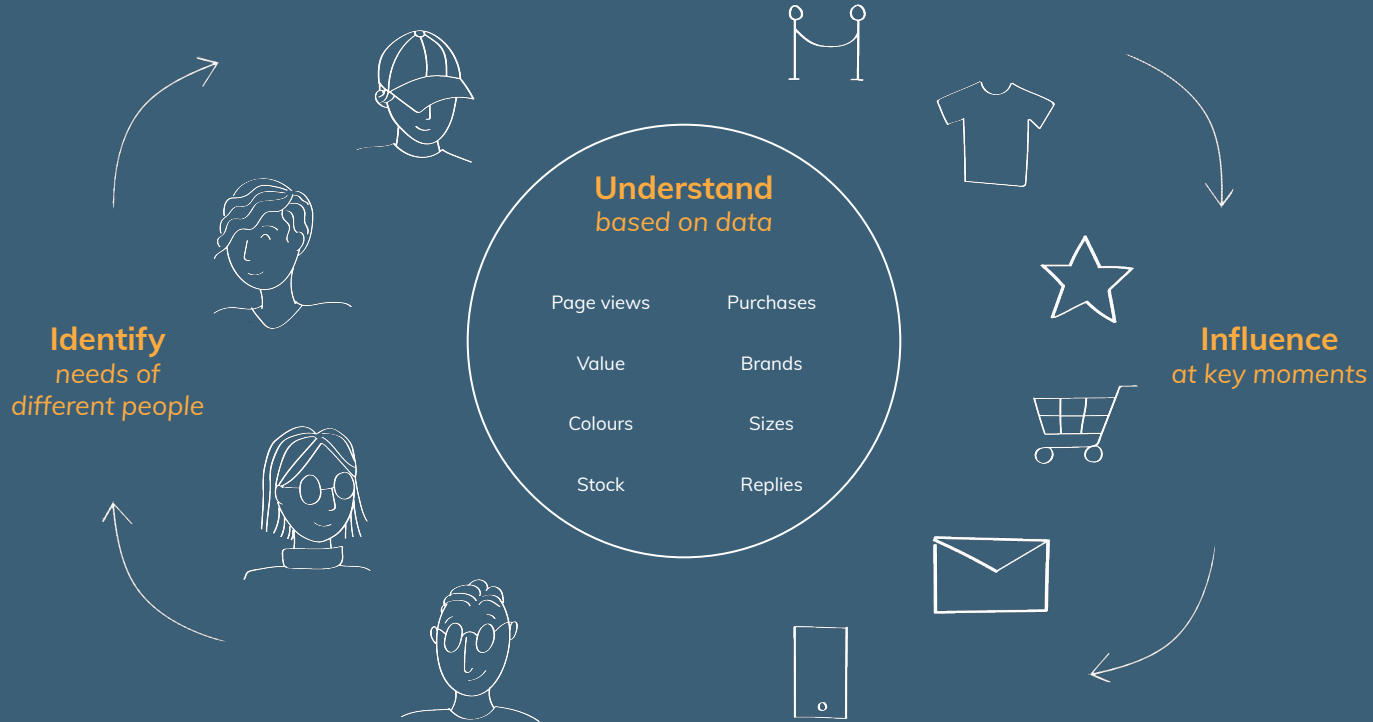 Understand
based on data
Page views
Purchases
Value
Brands
Colours
Sizes
Stock
Replies
Identify
needs of
different people
Influence
at key moments